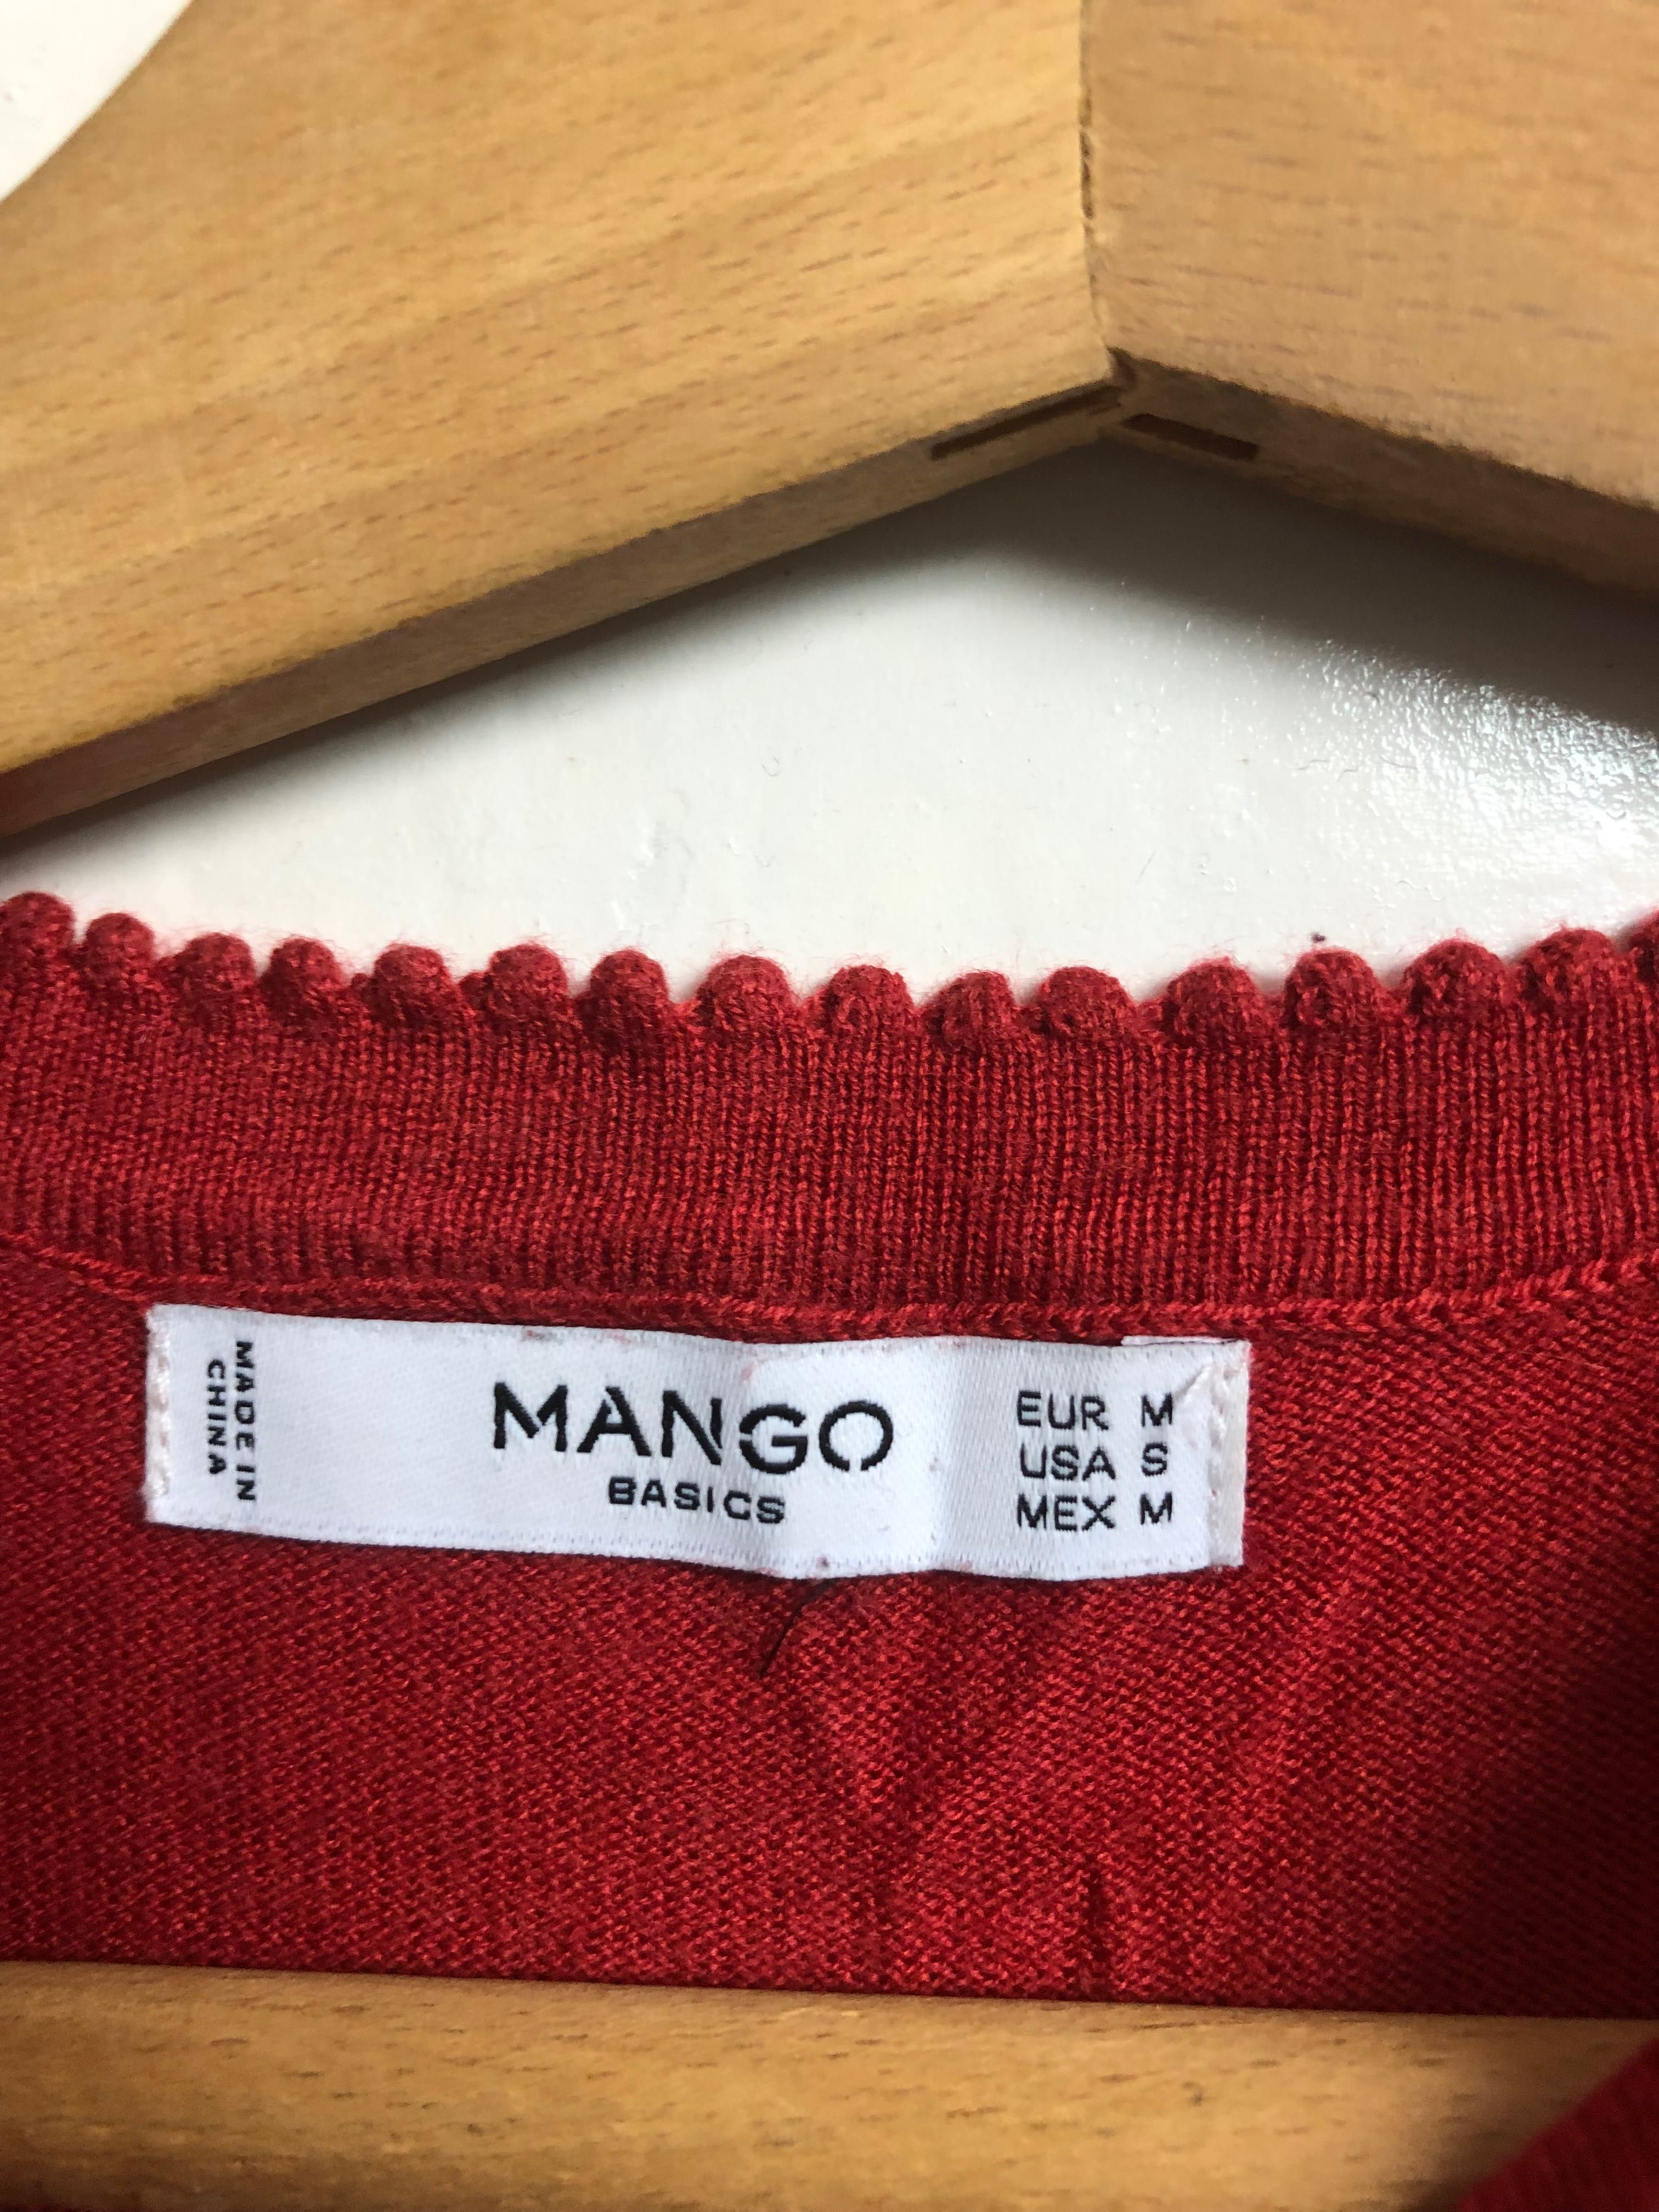 MADE IN
CHINA
MANGO
BASICS
EUR M
USA S
MEX M